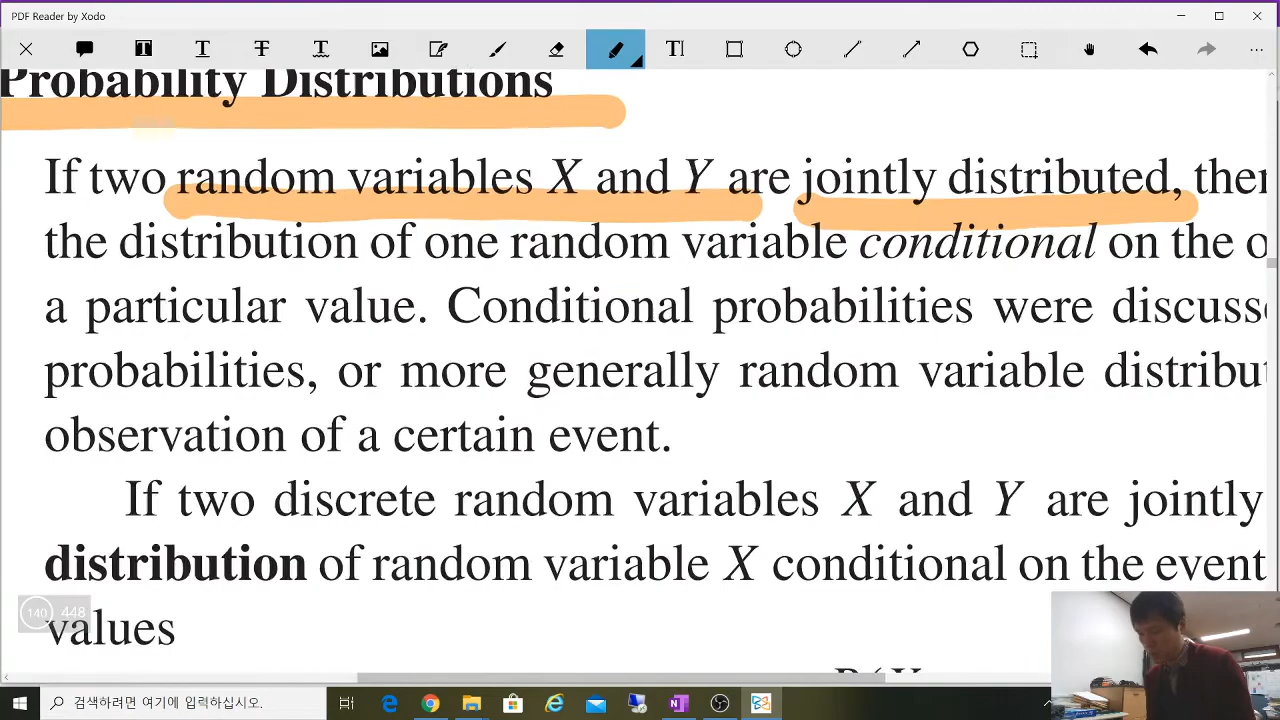 PDF Reader by Xodo
Probability Distributions
If two random variables X and Y are jointly distributed, then
the distribution of one random variable conditional on the o
a particular value. Conditional probabilities were discusse
probabilities, or more generally random variable distribut
observation of a certain event.
If two discrete random variables X and Y are jointly
distribution of random variable X conditional on the event
140 448
values
검색하려면 여기에 입력하십시오.